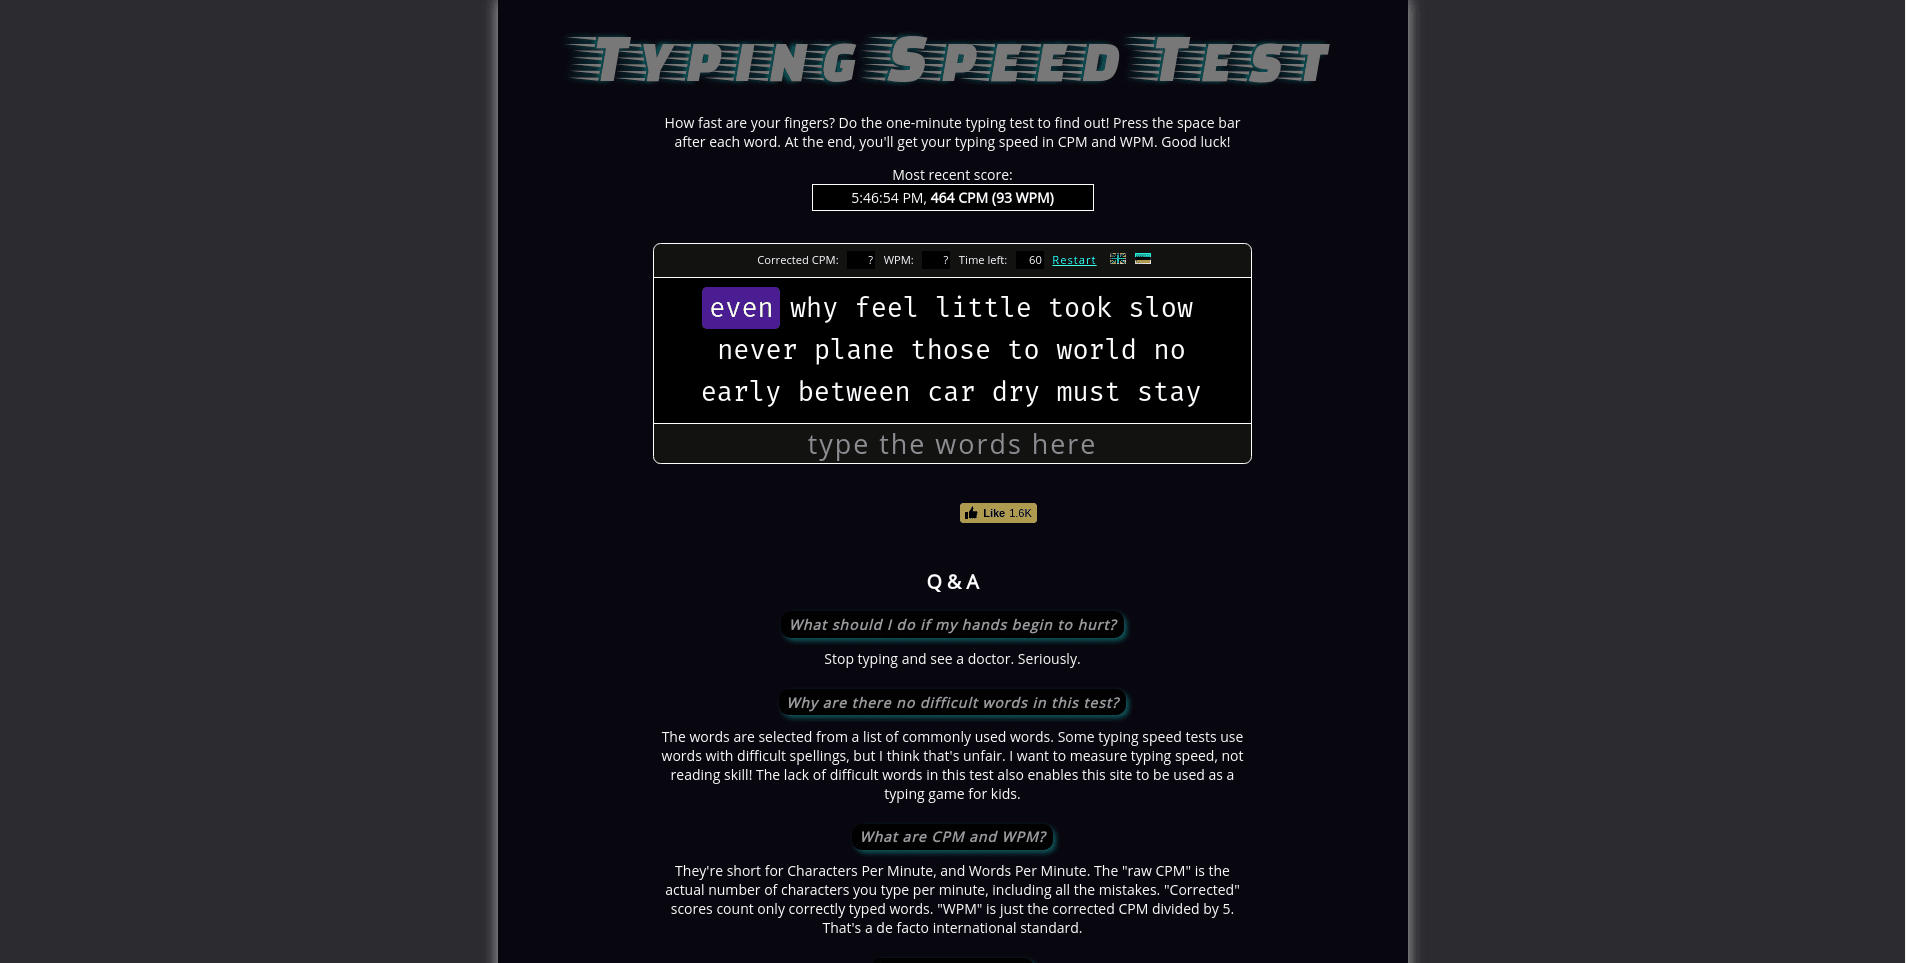 Typing Speed Test
How fast are your fingers? Do the one-minute typing test to find out! Press the space bar
after each word. At the end, you'll get your typing speed in CPM and WPM. Good luck!
Most recent score:
5:46:54 PM, 464 CPM (93 WPM)
Corrected CPM: ? WPM: ? Time left: 60 Restart
even why feel little took slow
never plane those to world no
early between car dry must stay
type the words here
Like 1.6K
Q & A
What should I do if my hands begin to hurt?
Stop typing and see a doctor. Seriously.
Why are there no difficult words in this test?
The words are selected from a list of commonly used words. Some typing speed tests use
words with difficult spellings, but I think that's unfair. I want to measure typing speed, not
reading skill! The lack of difficult words in this test also enables this site to be used as a
typing game for kids.
What are CPM and WPM?
They're short for Characters Per Minute, and Words Per Minute. The "raw CPM" is the
actual number of characters you type per minute, including all the mistakes. "Corrected"
scores count only correctly typed words. "WPM" is just the corrected CPM divided by 5.
That's a de facto international standard.